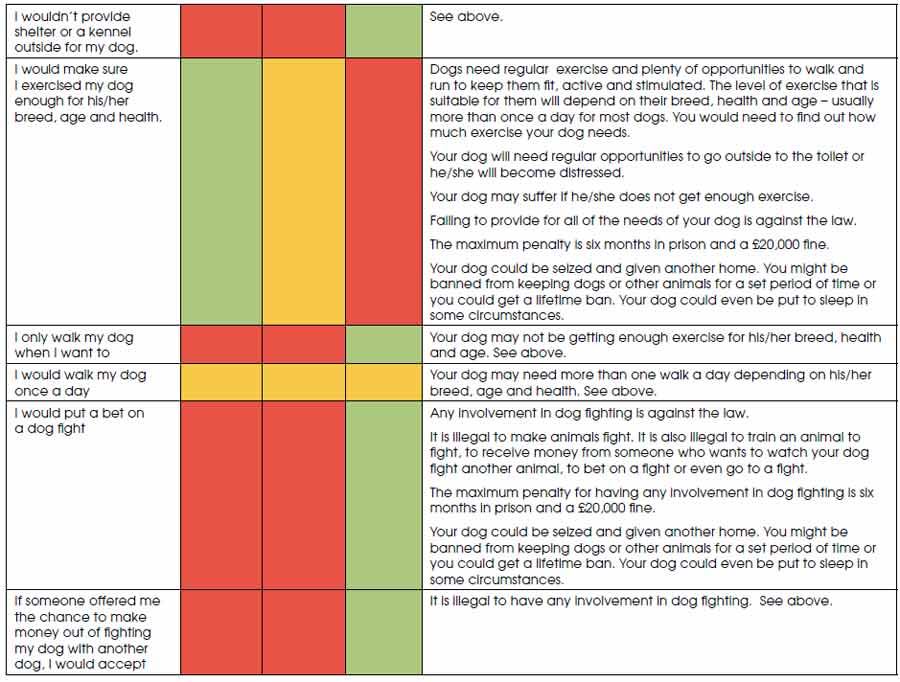 I wouldn't provide
shelter or a kennel
outside for my dog.
See above.
I would make sure
I exercised my dog
enough for his/her
breed, age and health.
Dogs need regular exercise and plenty of opportunities to walk and
run to keep them fit, active and stimulated. The level of exercise that is
suitable for them will depend on their breed, health and age – usually
more than once a day for most dogs. You would need to find out how
much exercise your dog needs.
Your dog will need regular opportunities to go outside to the toilet or
he/she will become distressed.
Your dog may suffer if he/she does not get enough exercise.
Failing to provide for all of the needs of your dog is against the law.
The maximum penalty is six months in prison and a £20,000 fine.
Your dog could be seized and given another home. You might be
banned from keeping dogs or other animals for a set period of time or
you could get a lifetime ban. Your dog could even be put to sleep in
some circumstances.
I only walk my dog
when I want to
Your dog may not be getting enough exercise for his/her breed, health
and age. See above.
I would walk my dog
once a day
Your dog may need more than one walk a day depending on his/her
breed, age and health. See above.
I would put a bet on
a dog fight
Any involvement in dog fighting is against the law.
It is illegal to make animals fight. It is also illegal to train an animal to
fight, to receive money from someone who wants to watch your dog
fight another animal, to bet on a fight or even go to a fight.
The maximum penalty for having any involvement in dog fighting is six
months in prison and a £20,000 fine.
Your dog could be seized and given another home. You might be
banned from keeping dogs or other animals for a set period of time or
you could get a lifetime ban. Your dog could even be put to sleep in
some circumstances.
If someone offered me
the chance to make
money out of fighting
my dog with another
dog, I would accept
It is illegal to have any involvement in dog fighting. See above.